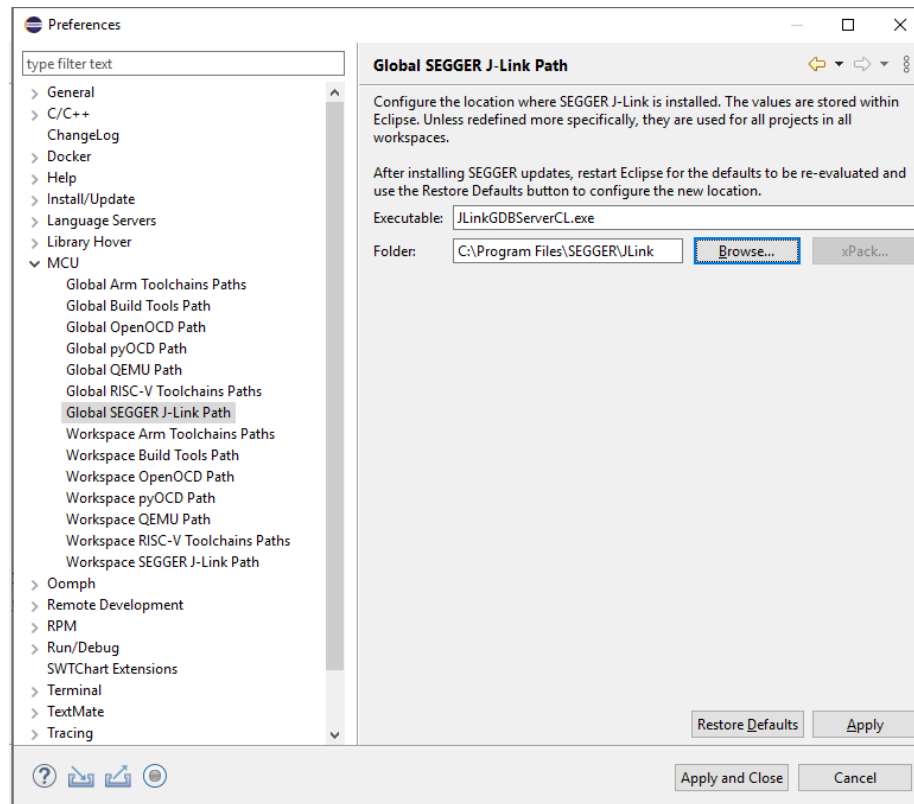 Preferences
type filter text
General
C/C++
ChangeLog
Docker
Help
Install/Update
Language Servers
Library Hover
MCU
Global Arm Toolchains Paths
Global Build Tools Path
Global OpenOCD Path
Global pyOCD Path
Global QEMU Path
Global RISC-V Toolchains Paths
Global SEGGER J-Link Path
Workspace Arm Toolchains Paths
Workspace Build Tools Path
Workspace OpenOCD Path
Workspace pyOCD Path
Workspace QEMU Path
Workspace RISC-V Toolchains Paths
Workspace SEGGER J-Link Path
Oomph
Remote Development
RPM
Run/Debug
SWTChart Extensions
Terminal
TextMate
Tracing
Global SEGGER J-Link Path
Configure the location where SEGGER J-Link is installed. The values are stored within
Eclipse. Unless redefined more specifically, they are used for all projects in all
workspaces.
After installing SEGGER updates, restart Eclipse for the defaults to be re-evaluated and
use the Restore Defaults button to configure the new location.
Executable: JLinkGDBServerCL.exe
Folder: C:\Program Files\SEGGER\JLink Browse... xPack...
Restore Defaults Apply
Apply and Close Cancel